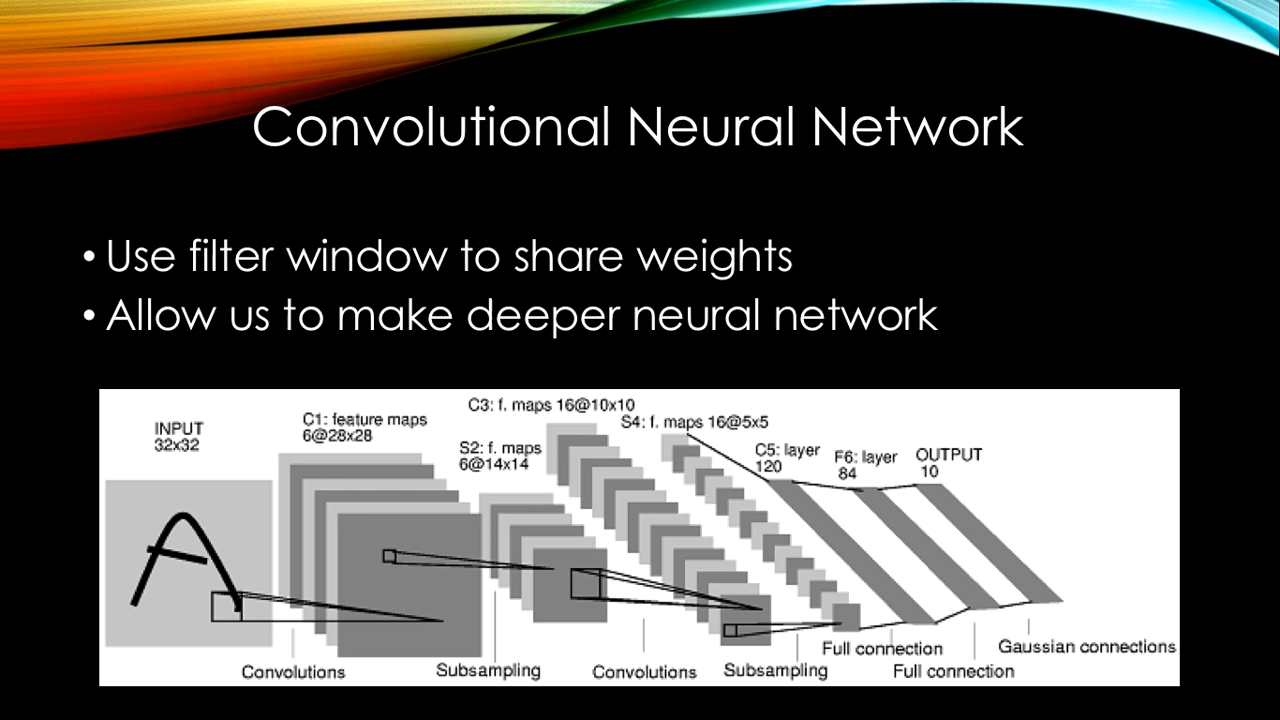 Convolutional Neural Network
• Use filter window to share weights
• Allow us to make deeper neural network
INPUT
32x32
C1: feature maps
6@28x28
S2: f. maps
6@14x14
C3: f. maps 16@10x10
S4: f. maps 16@5x5
C5: layer
120
F6: layer
84
OUTPUT
10
A
Convolutions
Subsampling
Convolutions
Subsampling
Full connection
Full connection
Gaussian connections